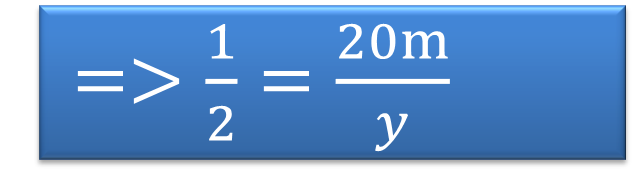 => 1/2 = 20m/y